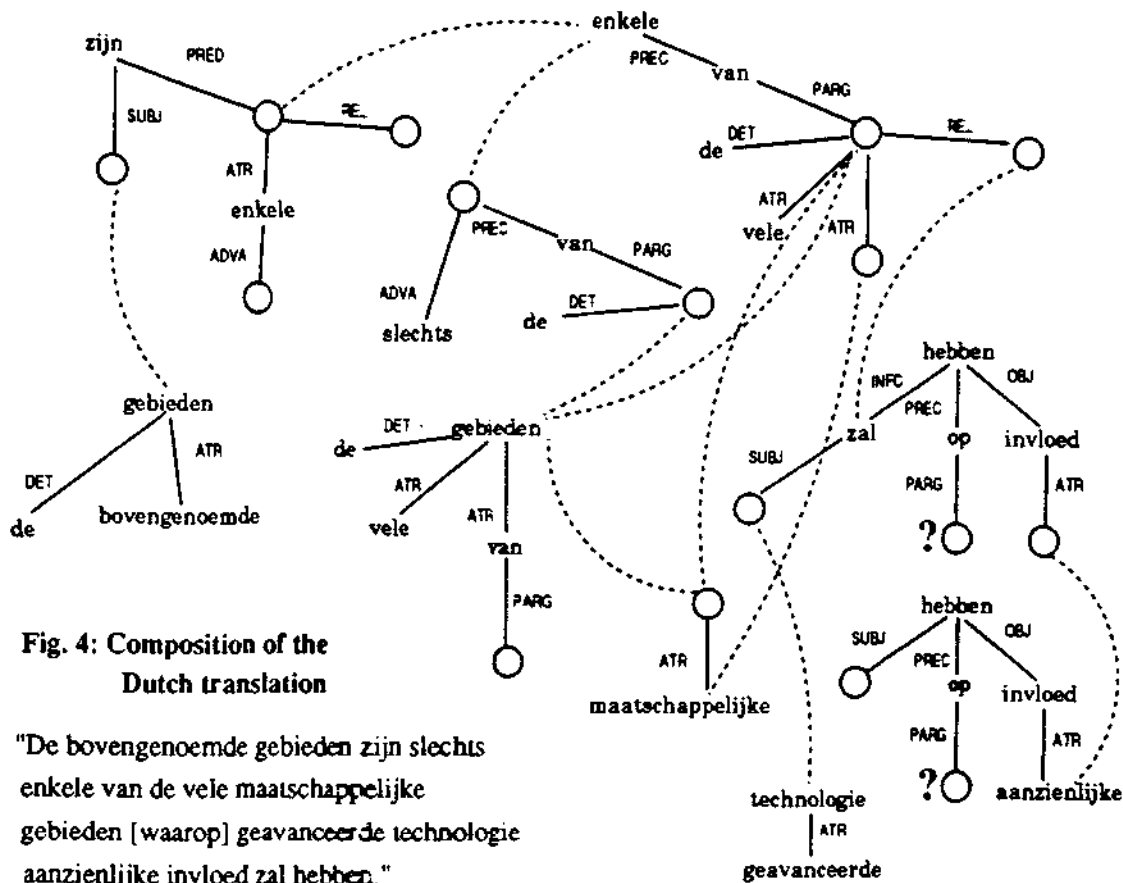 enkele
zijn
PRED
PREC
van
PARG
SUBJ
RE_
DET
de
RE_
ATR
enkele
ATR
vele
ATR
PREC
van
PARG
ADVA
ADVA
DET
de
slechts
hebben
INFC
OBJ
PREC
gebieden
DET
de
gebieden
zal
op
invloed
ATR
SUBJ
DET
ATR
ATR
PARG
ATR
de
bovengenoemde
vele
van
?
PARG
hebben
SUBJ
OBJ
PREC
ATR
op
invloed
maatschappelijke
PARG
ATR
?
aanzienlijke
technologie
ATR
geavanceerde
Fig. 4: Composition of the
Dutch translation
"De bovengenoemde gebieden zijn slechts
enkele van de vele maatschappelijke
gebieden [waarop] geavanceerde technologie
aanzienlijke invloed zal hebben."